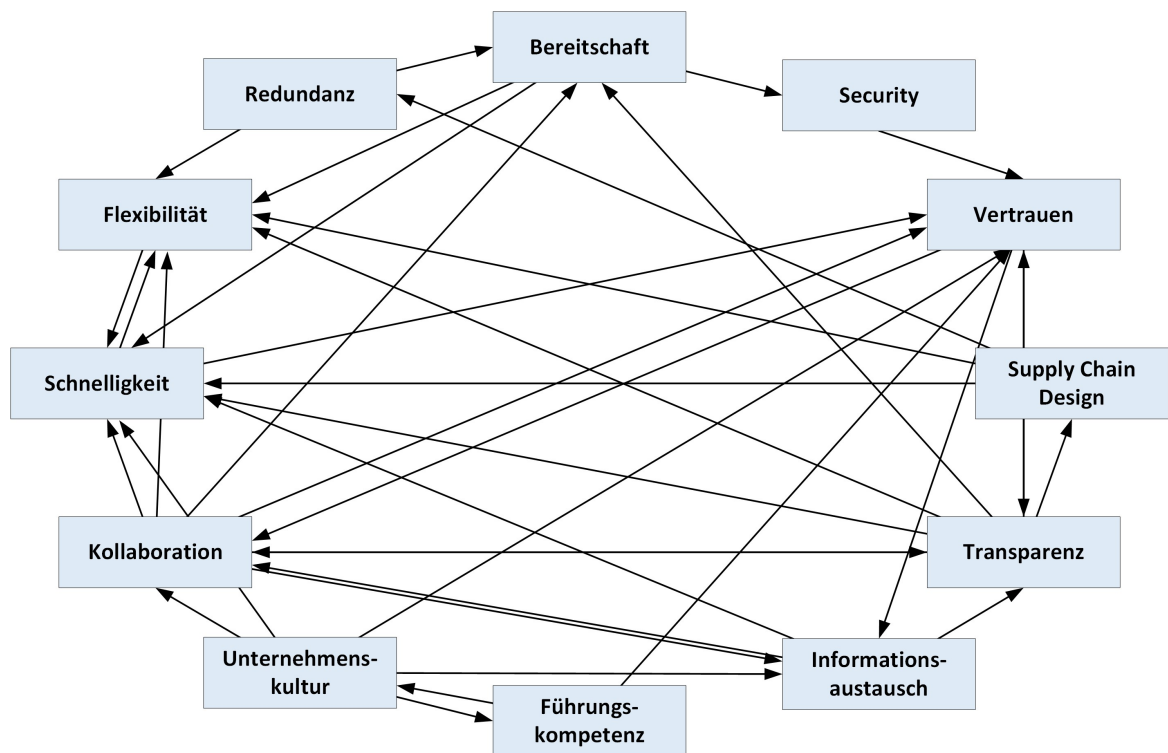 Bereitschaft
Redundanz
Security
Flexibilität
Vertrauen
Schnelligkeit
Supply Chain
Design
Kollaboration
Transparenz
Unternehmens-
kultur
Informations-
austausch
Führungs-
kompetenz